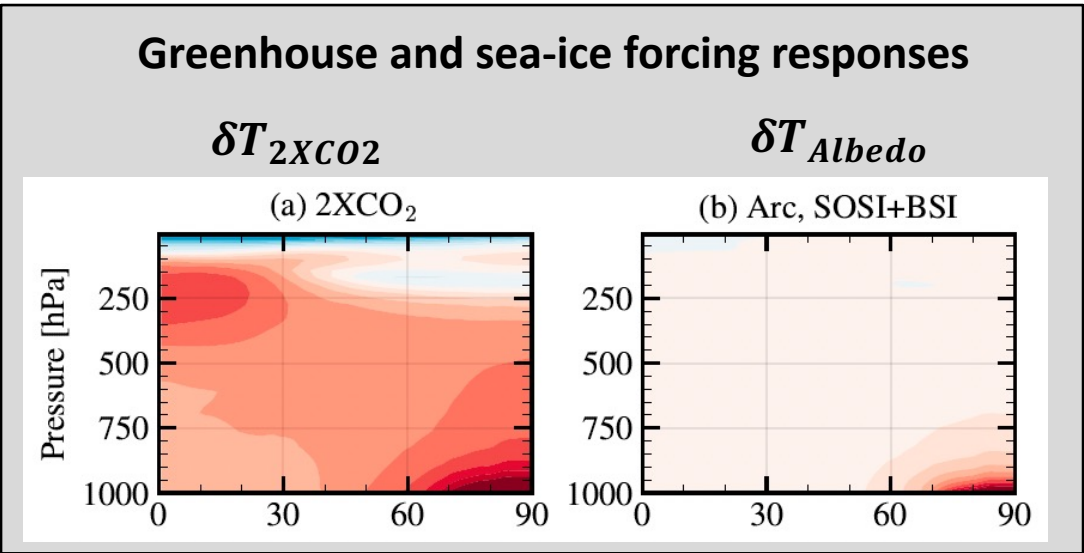 Greenhouse and sea-ice forcing responses
δT2XCO2 δTAlbedo
(a) 2XCO₂ (b) Arc, SOSI+BSI
Pressure [hPa]
250 250
500 500
750 750
1000 1000
0 30 60 90 0 30 60 90